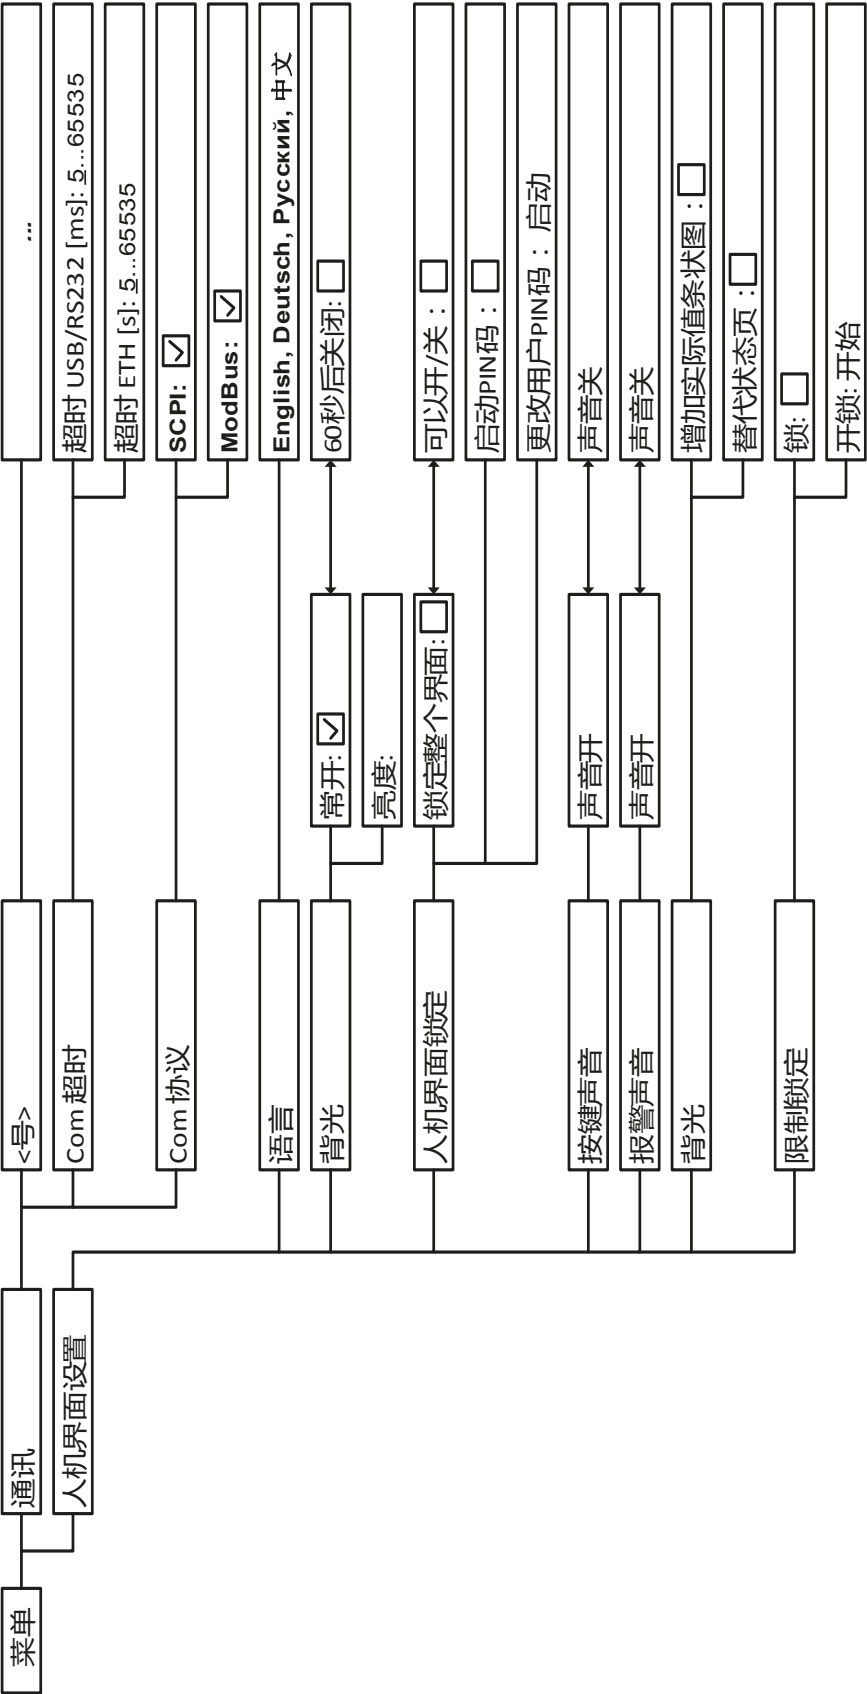 菜单
通讯
<号>
...
Com 超时
超时 USB/RS232 [ms]: 5...65535
超时 ETH [s]: 5...65535
Com 协议
SCPI:
ModBus:
人机界面设置
语言
English, Deutsch, Русский, 中文
背光
常开:
60秒后关闭:
亮度:
人机界面锁定
锁定整个界面:
可以开/关:
启动PIN码:
更改用户PIN码: 启动
按键声音
声音开
声音关
报警声音
声音开
声音关
背光
增加实际值条状图:
替代状态页:
限制锁定
锁:
开锁: 开始